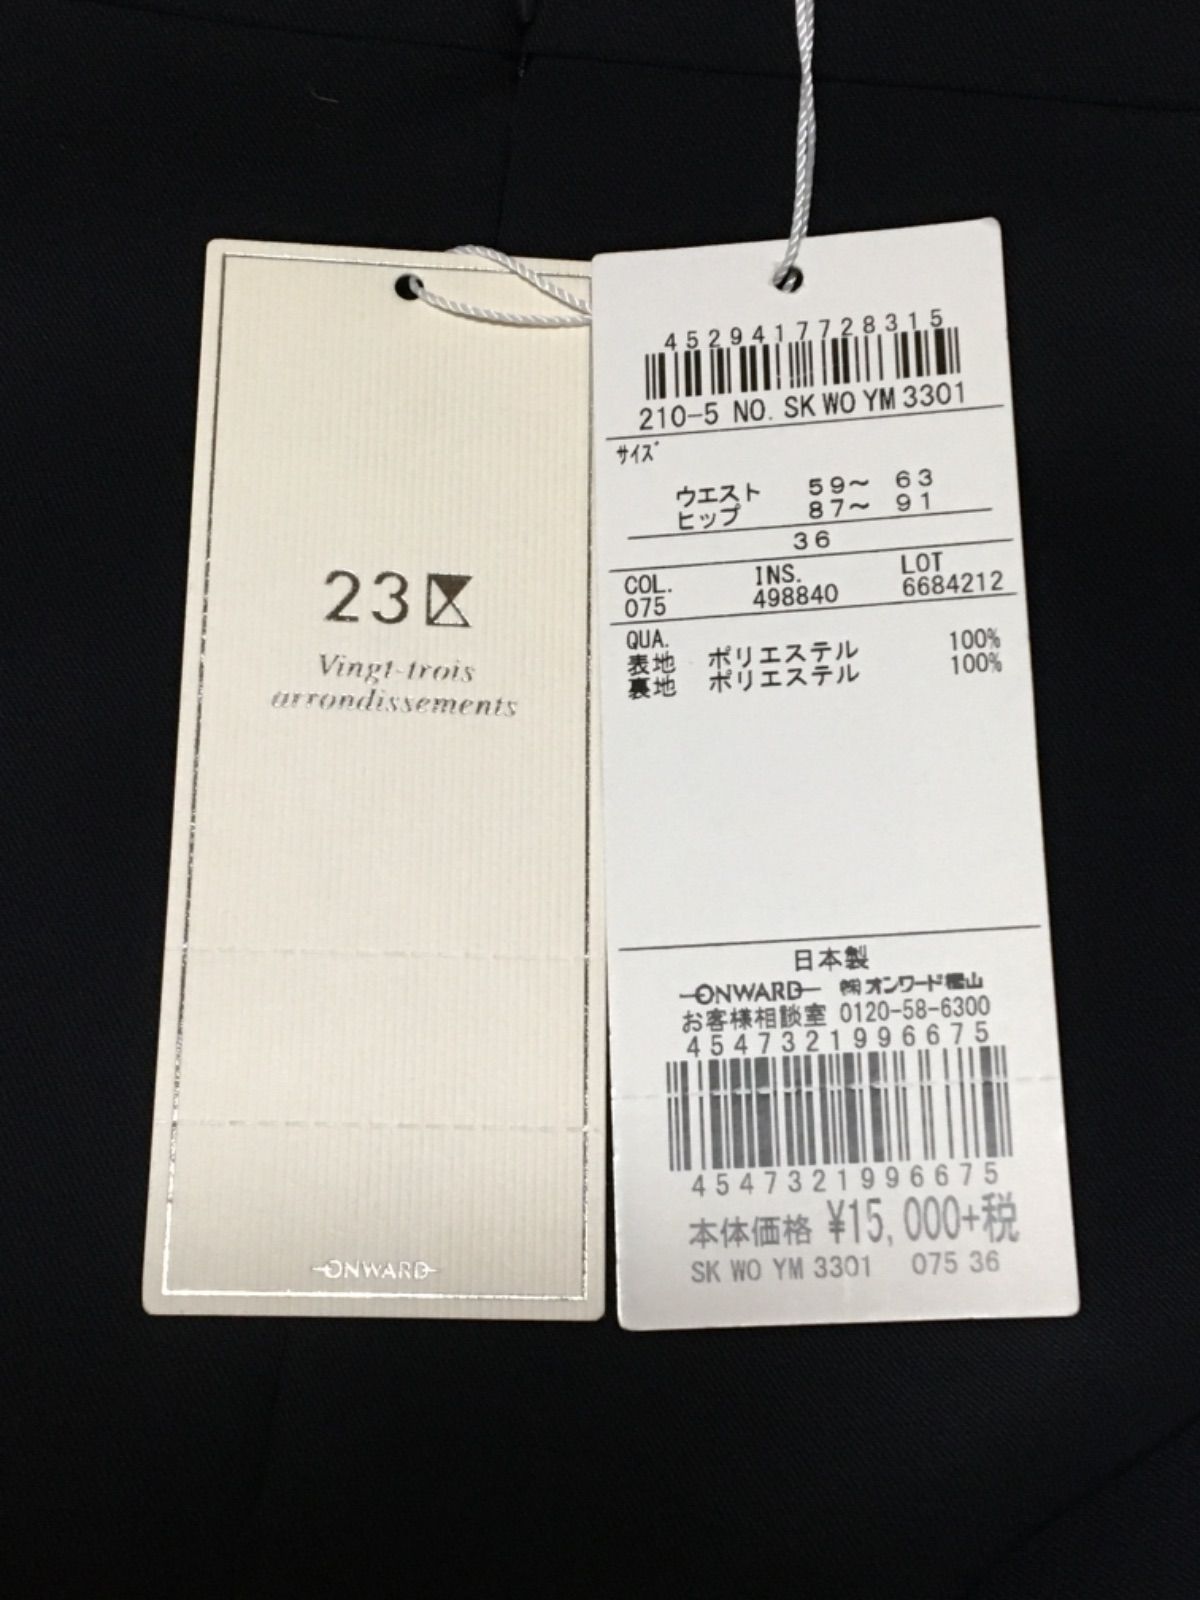 23区
Vingt-trois
arrondissements
ONWARD
4529417728315
210-5 NO. SK WO YM 3301
サイズ
ウエスト 59〜 63
ヒップ 87〜 91
36
COL. INS. LOT
075 498840 6684212
QUA.
表地 ポリエステル 100%
裏地 ポリエステル 100%
日本製
ONWARD ㈱オンワード樫山
お客様相談室 0120-58-6300
4547321996675
4547321996675
本体価格 ¥15,000+税
SK WO YM 3301 075 36